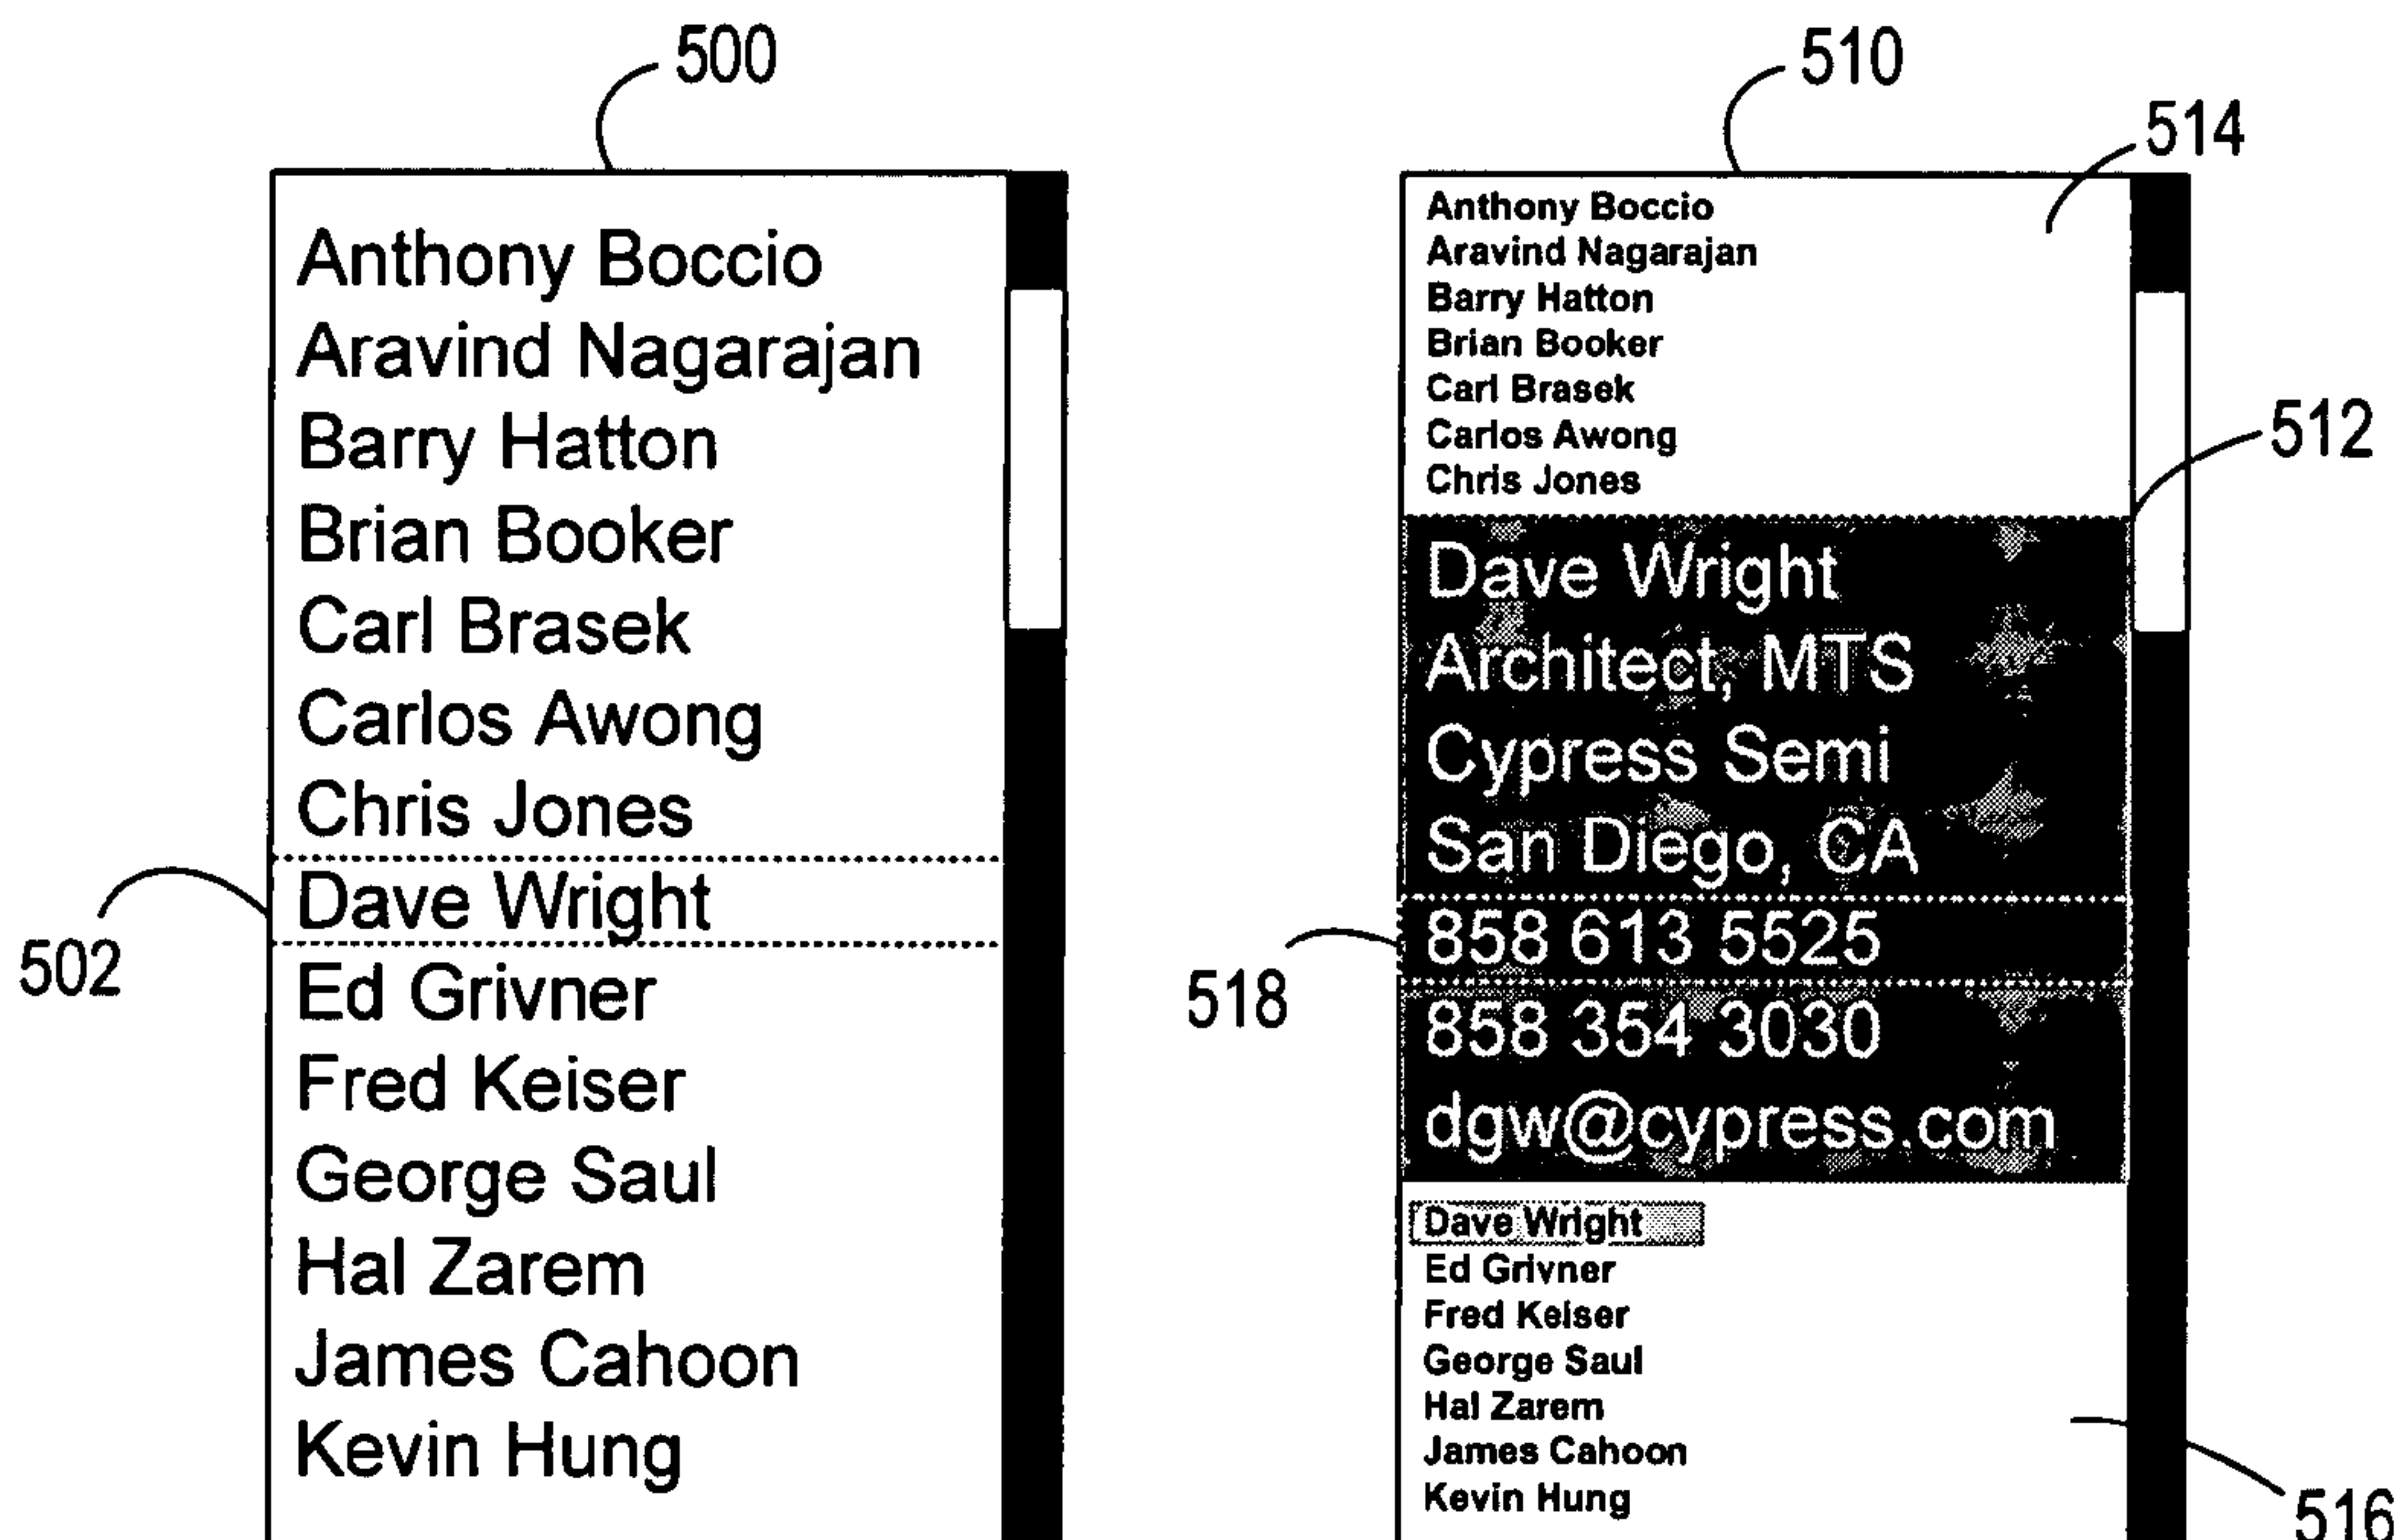 500
Anthony Boccio
Aravind Nagarajan
Barry Hatton
Brian Booker
Carl Brasek
Carlos Awong
Chris Jones
Dave Wright
502
Ed Grivner
Fred Keiser
George Saul
Hal Zarem
James Cahoon
Kevin Hung
510
514
Anthony Boccio
Aravind Nagarajan
Barry Hatton
Brian Booker
Carl Brasek
Carlos Awong
Chris Jones
512
Dave Wright
Architect, MTS
Cypress Semi
San Diego, CA
858 613 5525
518
858 354 3030
dgw@cypress.com
Dave Wright
Ed Grivner
Fred Keiser
George Saul
Hal Zarem
James Cahoon
Kevin Hung
516